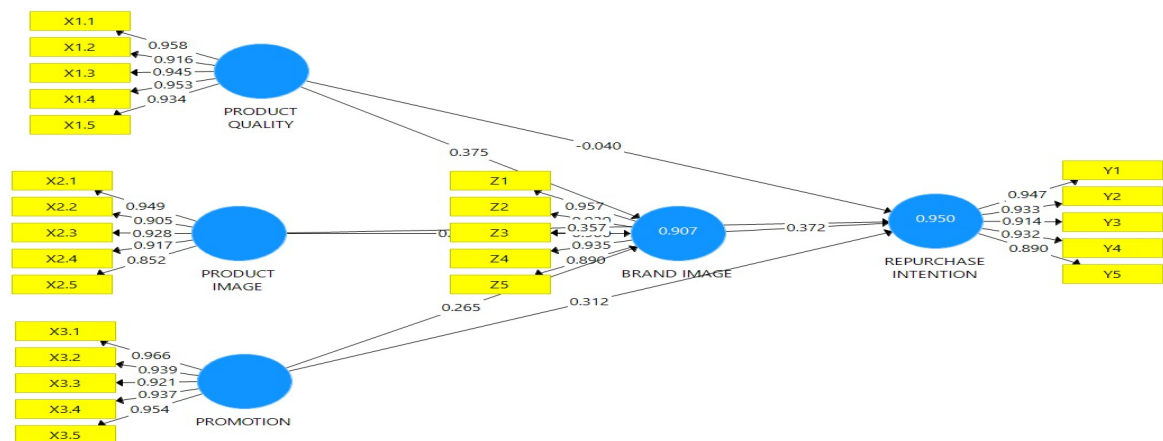 X1.1
X1.2
X1.3
X1.4
X1.5
0.958
0.916
0.945
0.953
0.934
PRODUCT
QUALITY
0.375
-0.040
X2.1
X2.2
X2.3
X2.4
X2.5
0.949
0.905
0.928
0.917
0.852
PRODUCT
IMAGE
Z1
Z2
Z3
Z4
Z5
0.957
0.357
0.935
0.890
0.907
BRAND IMAGE
0.372
0.950
REPURCHASE
INTENTION
0.947
0.933
0.914
0.932
0.890
Y1
Y2
Y3
Y4
Y5
X3.1
X3.2
X3.3
X3.4
X3.5
0.966
0.939
0.921
0.937
0.954
PROMOTION
0.265
0.312